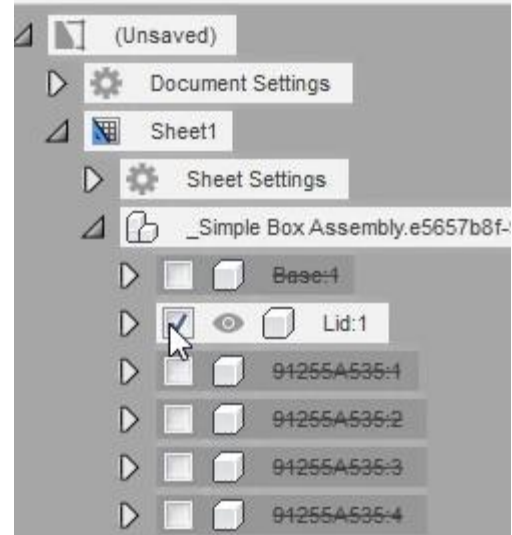 (Unsaved)
Document Settings
Sheet1
Sheet Settings
_Simple Box Assembly.e5657b8f-
Base:1
Lid:1
91255A535:1
91255A535:2
91255A535:3
91255A535:4